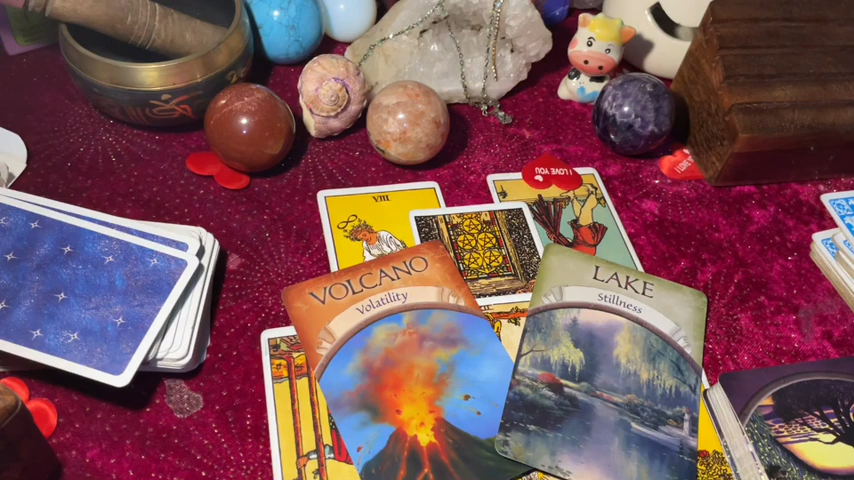 I LOVE YOU
VIII
VOLCANO
Volatility
LAKE
Stillness